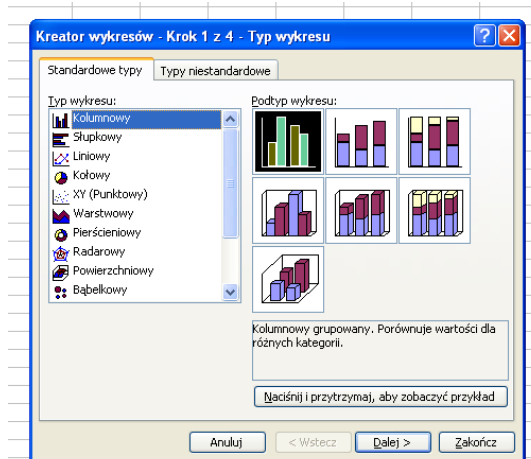 Kreator wykresów - Krok 1 z 4 - Typ wykresu
Standardowe typy
Typy niestandardowe
Typ wykresu:
Kolumnowy
Słupkowy
Liniowy
Kołowy
XY (Punktowy)
Warstwowy
Pierścieniowy
Radarowy
Powierzchniowy
Bąbelkowy
Podtyp wykresu:
Kolumnowy grupowany. Porównuje wartości dla
różnych kategorii.
Naciśnij i przytrzymaj, aby zobaczyć przykład
Anuluj
< Wstecz
Dalej >
Zakończ